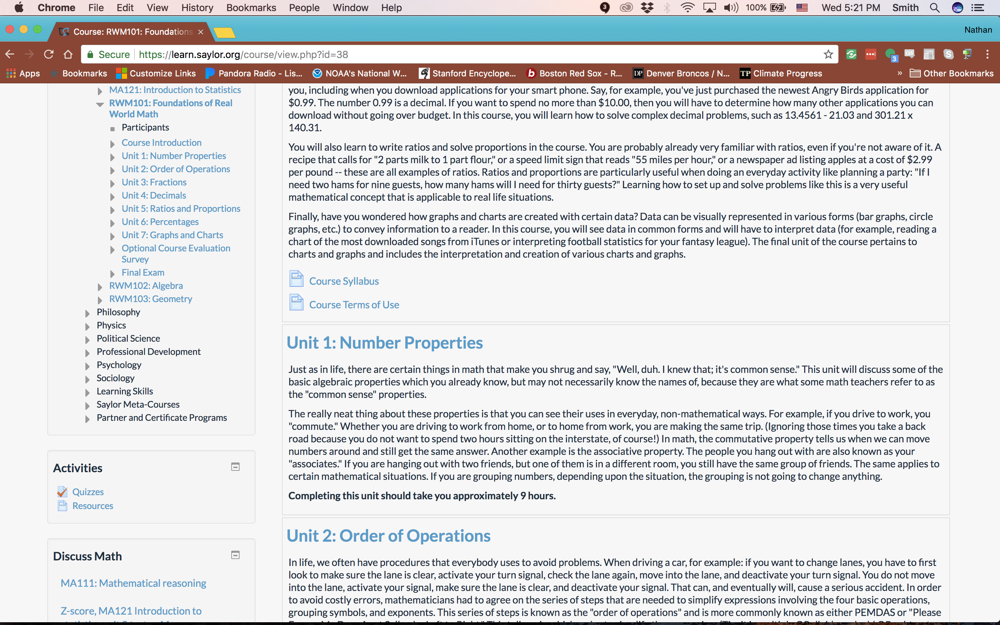 Chrome File Edit View History Bookmarks People Window Help 3 100% Wed 5:21 PM Smith
Course: RWM101: Foundations Nathan
Secure https://learn.saylor.org/course/view.php?id=38 CSS 3
Apps Bookmarks Customize Links Pandora Radio - Lis... NOAA's National W... Stanford Encyclope... b Boston Red Sox - R... DP Denver Broncos / N... TP Climate Progress » Other Bookmarks
MA121: Introduction to Statistics
RWM101: Foundations of Real
World Math
Participants
Course Introduction
Unit 1: Number Properties
Unit 2: Order of Operations
Unit 3: Fractions
Unit 4: Decimals
Unit 5: Ratios and Proportions
Unit 6: Percentages
Unit 7: Graphs and Charts
Optional Course Evaluation
Survey
Final Exam
RWM102: Algebra
RWM103: Geometry
Philosophy
Physics
Political Science
Professional Development
Psychology
Sociology
Learning Skills
Saylor Meta-Courses
Partner and Certificate Programs
Activities
Quizzes
Resources
Discuss Math
MA111: Mathematical reasoning
Z-score, MA121 Introduction to
you, including when you download applications for your smart phone. Say, for example, you've just purchased the newest Angry Birds application for
$0.99. The number 0.99 is a decimal. If you want to spend no more than $10.00, then you will have to determine how many other applications you can
download without going over budget. In this course, you will learn how to solve complex decimal problems, such as 13.4561 - 21.03 and 301.21 x
140.31.
You will also learn to write ratios and solve proportions in the course. You are probably already very familiar with ratios, even if you're not aware of it. A
recipe that calls for "2 parts milk to 1 part flour," or a speed limit sign that reads "55 miles per hour," or a newspaper ad listing apples at a cost of $2.99
per pound -- these are all examples of ratios. Ratios and proportions are particularly useful when doing an everyday activity like planning a party: "If I
need two hams for nine guests, how many hams will I need for thirty guests?" Learning how to set up and solve problems like this is a very useful
mathematical concept that is applicable to real life situations.
Finally, have you wondered how graphs and charts are created with certain data? Data can be visually represented in various forms (bar graphs, circle
graphs, etc.) to convey information to a reader. In this course, you will see data in common forms and will have to interpret data (for example, reading a
chart of the most downloaded songs from iTunes or interpreting football statistics for your fantasy league). The final unit of the course pertains to
charts and graphs and includes the interpretation and creation of various charts and graphs.
Course Syllabus
Course Terms of Use
Unit 1: Number Properties
Just as in life, there are certain things in math that make you shrug and say, "Well, duh. I knew that; it's common sense." This unit will discuss some of the
basic algebraic properties which you already know, but may not necessarily know the names of, because they are what some math teachers refer to as
the "common sense" properties.
The really neat thing about these properties is that you can see their uses in everyday, non-mathematical ways. For example, if you drive to work, you
"commute." Whether you are driving to work from home, or to home from work, you are making the same trip. (Ignoring those times you take a back
road because you do not want to spend two hours sitting on the interstate, of course!) In math, the commutative property tells us when we can move
numbers around and still get the same answer. Another example is the associative property. The people you hang out with are also known as your
"associates." If you are hanging out with two friends, but one of them is in a different room, you still have the same group of friends. The same applies to
certain mathematical situations. If you are grouping numbers, depending upon the situation, the grouping is not going to change anything.
Completing this unit should take you approximately 9 hours.
Unit 2: Order of Operations
In life, we often have procedures that everybody uses to avoid problems. When driving a car, for example: if you want to change lanes, you have to first
look to make sure the lane is clear, activate your turn signal, check the lane again, move into the lane, and deactivate your turn signal. You do not move
into the lane, activate your signal, make sure the lane is clear, and deactivate your signal. That can, and eventually will, cause a serious accident. In order
to avoid costly errors, mathematicians had to agree on the series of steps that are needed to simplify expressions involving the four basic operations,
grouping symbols, and exponents. This series of steps is known as the "order of operations" and is more commonly known as either PEMDAS or "Please